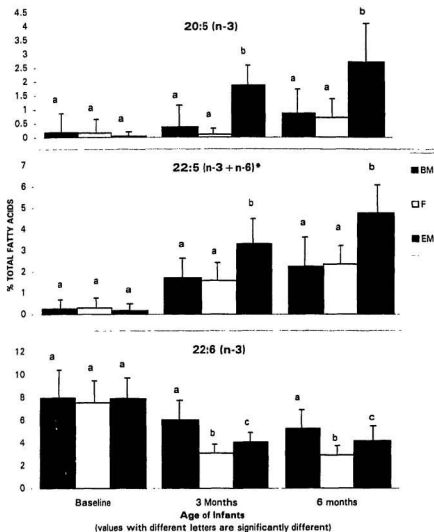 20:5 (n-3)
4.5
4
3.5
3
2.5
2
1.5
1
0.5
0
a a a
a a b
a a b
22:5 (n-3 + n-6)*
% TOTAL FATTY ACIDS
7
6
5
4
3
2
1
0
a a a
a a b
a a b
BM
F
EM
22:6 (n-3)
12
10
8
6
4
2
0
a a a
a b c
a b c
Baseline 3 Months 6 months
Age of Infants
(values with different letters are significantly different)